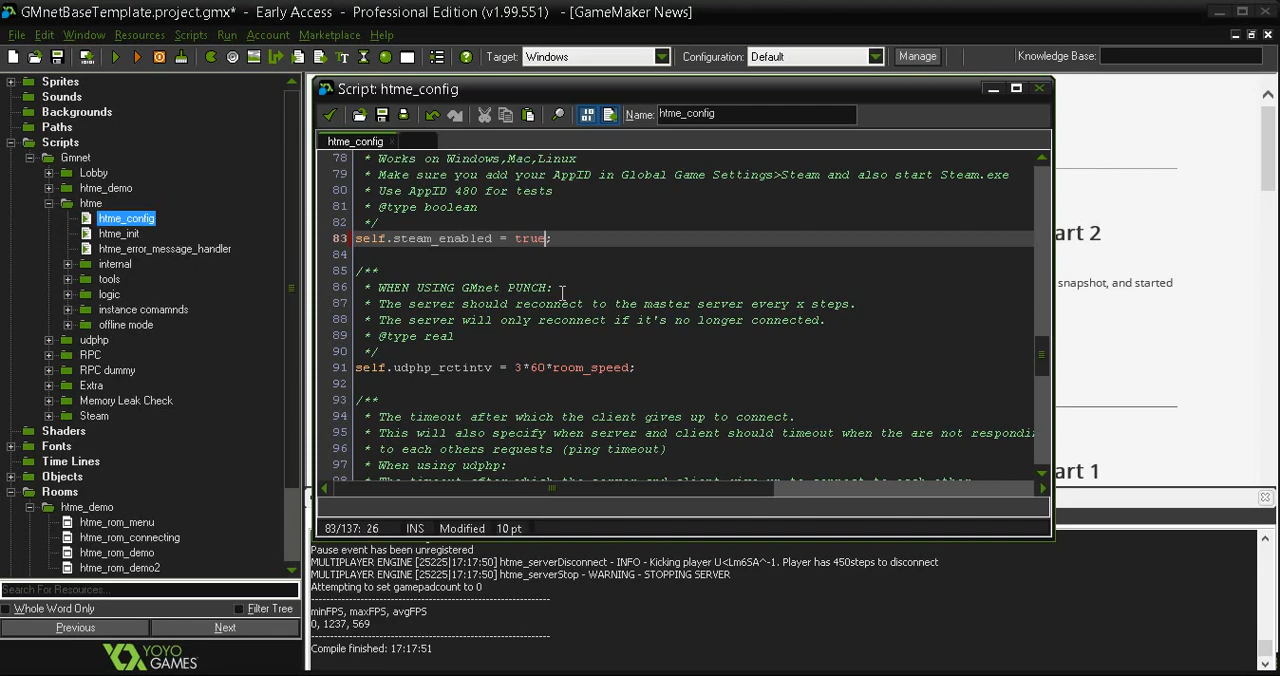 GMnetBaseTemplate.project.gmx* - Early Access - Professional Edition (v1.99.551) - [GameMaker News]
File Edit Window Resources Scripts Run Account Marketplace Help
Target: Windows Configuration: Default Manage Knowledge Base:
Sprites
Sounds
Backgrounds
Paths
Scripts
Gmnet
Lobby
htme_demo
htme
htme_config
htme_init
htme_error_message_handler
internal
tools
logic
instance comamnds
offline mode
udphp
RPC
RPC dummy
Extra
Memory Leak Check
Steam
Shaders
Fonts
Time Lines
Objects
Rooms
htme_demo
htme_rom_menu
htme_rom_connecting
htme_rom_demo
htme_rom_demo2
Search For Resources...
Whole Word Only Filter Tree
Previous Next
YOYO
GAMES
Script: htme_config
Name: htme_config
htme_config
78 * Works on Windows,Mac,Linux
79 * Make sure you add your AppID in Global Game Settings>Steam and also start Steam.exe
80 * Use AppID 480 for tests
81 * @type boolean
82 */
83 self.steam_enabled = true;
84
85 /**
86 * WHEN USING GMnet PUNCH:
87 * The server should reconnect to the master server every x steps.
88 * The server will only reconnect if it's no longer connected.
89 * @type real
90 */
91 self.udphp_rctintv = 3*60*room_speed;
92
93 /**
94 * The timeout after which the client gives up to connect.
95 * This will also specify when server and client should timeout when the are not respondin
96 * to each others requests (ping timeout)
97 * When using udphp:
83/137: 26 INS Modified 10 pt
art 2
snapshot, and started
art 1
Pause event has been unregistered
MULTIPLAYER ENGINE [25225|17:17:50] htme_serverDisconnect - INFO - Kicking player U<Lm6SA^-1. Player has 450steps to disconnect
MULTIPLAYER ENGINE [25225|17:17:50] htme_serverStop - WARNING - STOPPING SERVER
Attempting to set gamepadcount to 0
minFPS, maxFPS, avgFPS
0, 1237, 569
Compile finished: 17:17:51